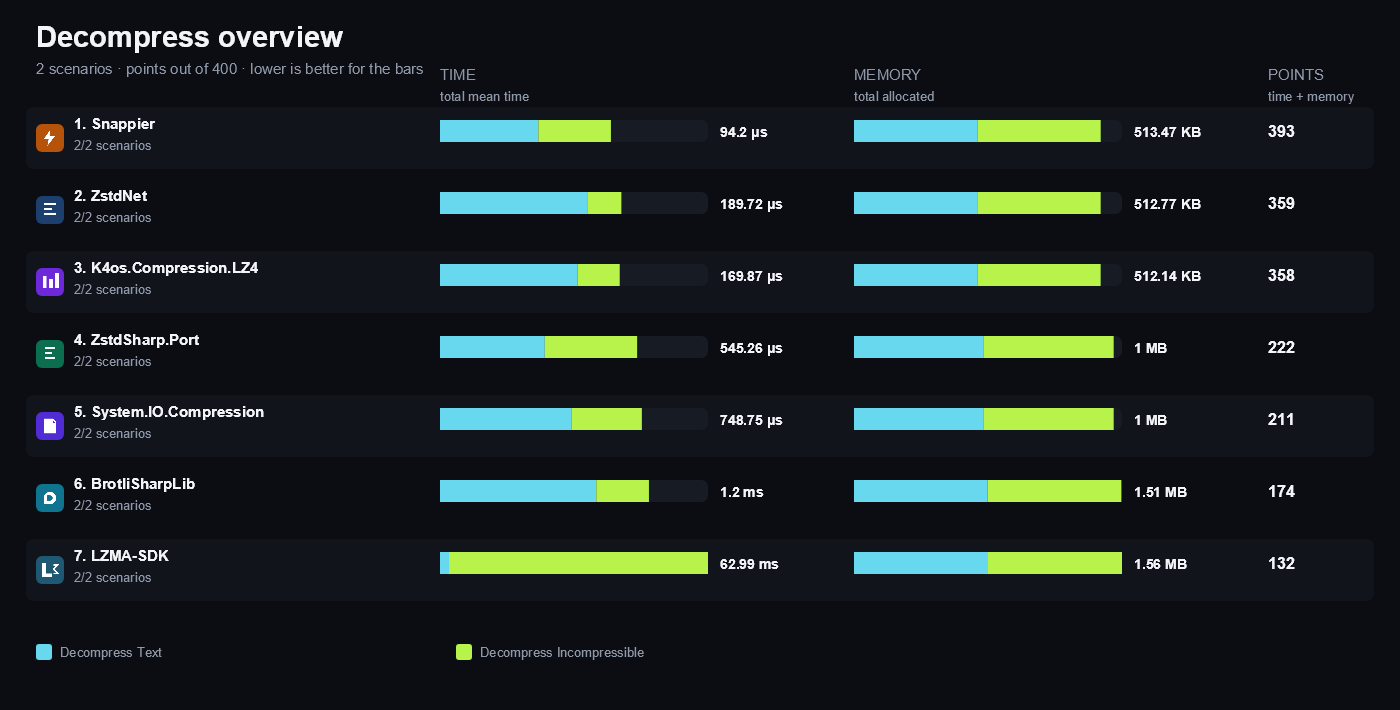 Decompress overview
2 scenarios · points out of 400 · lower is better for the bars
TIME
total mean time
MEMORY
total allocated
POINTS
time + memory
1. Snappier
2/2 scenarios
94.2 µs
513.47 KB
393
2. ZstdNet
2/2 scenarios
189.72 µs
512.77 KB
359
3. K4os.Compression.LZ4
2/2 scenarios
169.87 µs
512.14 KB
358
4. ZstdSharp.Port
2/2 scenarios
545.26 µs
1 MB
222
5. System.IO.Compression
2/2 scenarios
748.75 µs
1 MB
211
6. BrotliSharpLib
2/2 scenarios
1.2 ms
1.51 MB
174
7. LZMA-SDK
2/2 scenarios
62.99 ms
1.56 MB
132
Decompress Text
Decompress Incompressible